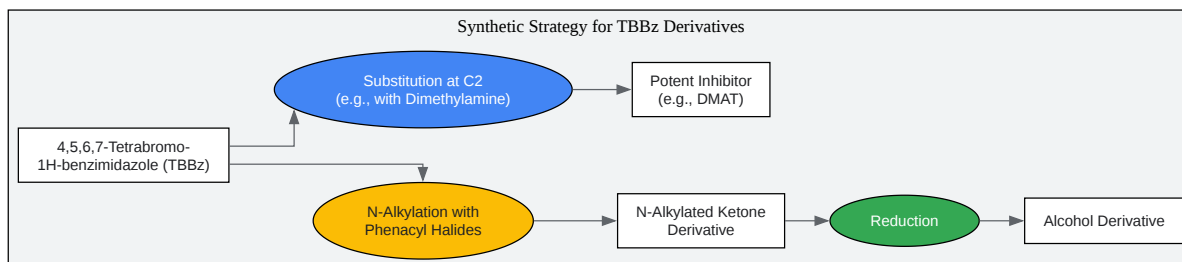 Synthetic Strategy for TBBz Derivatives
Substitution at C2
(e.g., with Dimethylamine)
Potent Inhibitor
(e.g., DMAT)
4,5,6,7-Tetrabromo-
1H-benzimidazole (TBBz)
N-Alkylation with
Phenacyl Halides
N-Alkylated Ketone
Derivative
Reduction
Alcohol Derivative